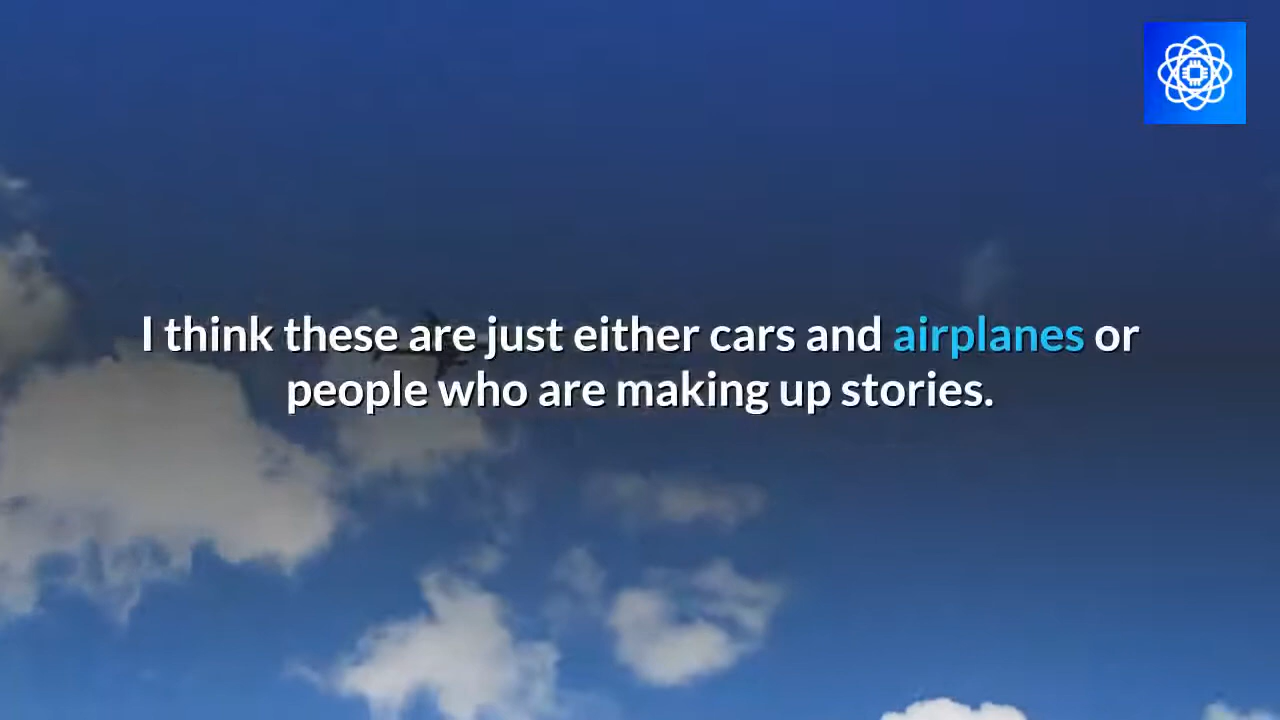 I think these are just either cars and airplanes or
people who are making up stories.